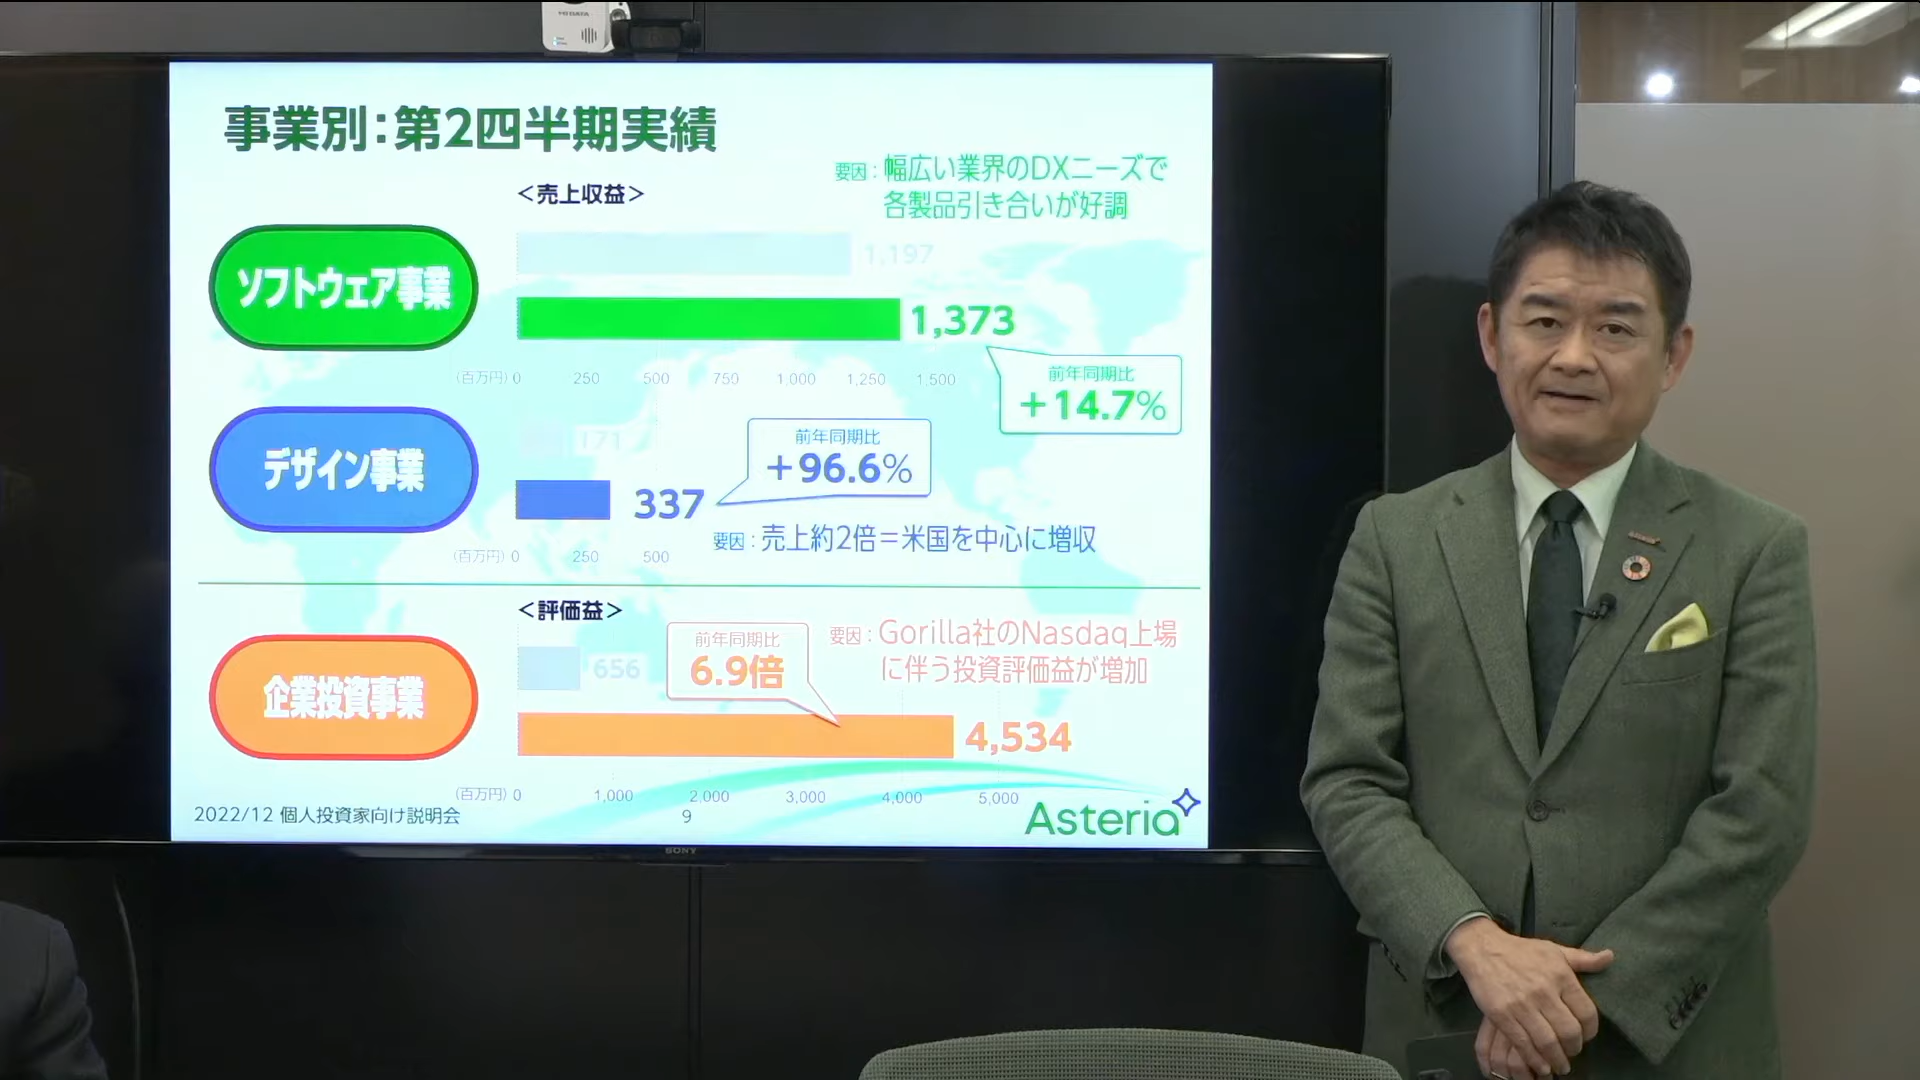 事業別：第2四半期実績
＜売上収益＞
要因：幅広い業界のDXニーズで
各製品引き合いが好調
ソフトウェア事業
1,197
1,373
前年同期比
＋14.7%
（百万円） 0 250 500 750 1,000 1,250 1,500
デザイン事業
171
337
前年同期比
＋96.6%
要因：売上約2倍＝米国を中心に増収
（百万円） 0 250 500
＜評価益＞
企業投資事業
656
前年同期比
6.9倍
要因：Gorilla社のNasdaq上場
に伴う投資評価益が増加
4,534
（百万円） 0 1,000 2,000 3,000 4,000 5,000
2022/12 個人投資家向け説明会
9
Asteria
SONY